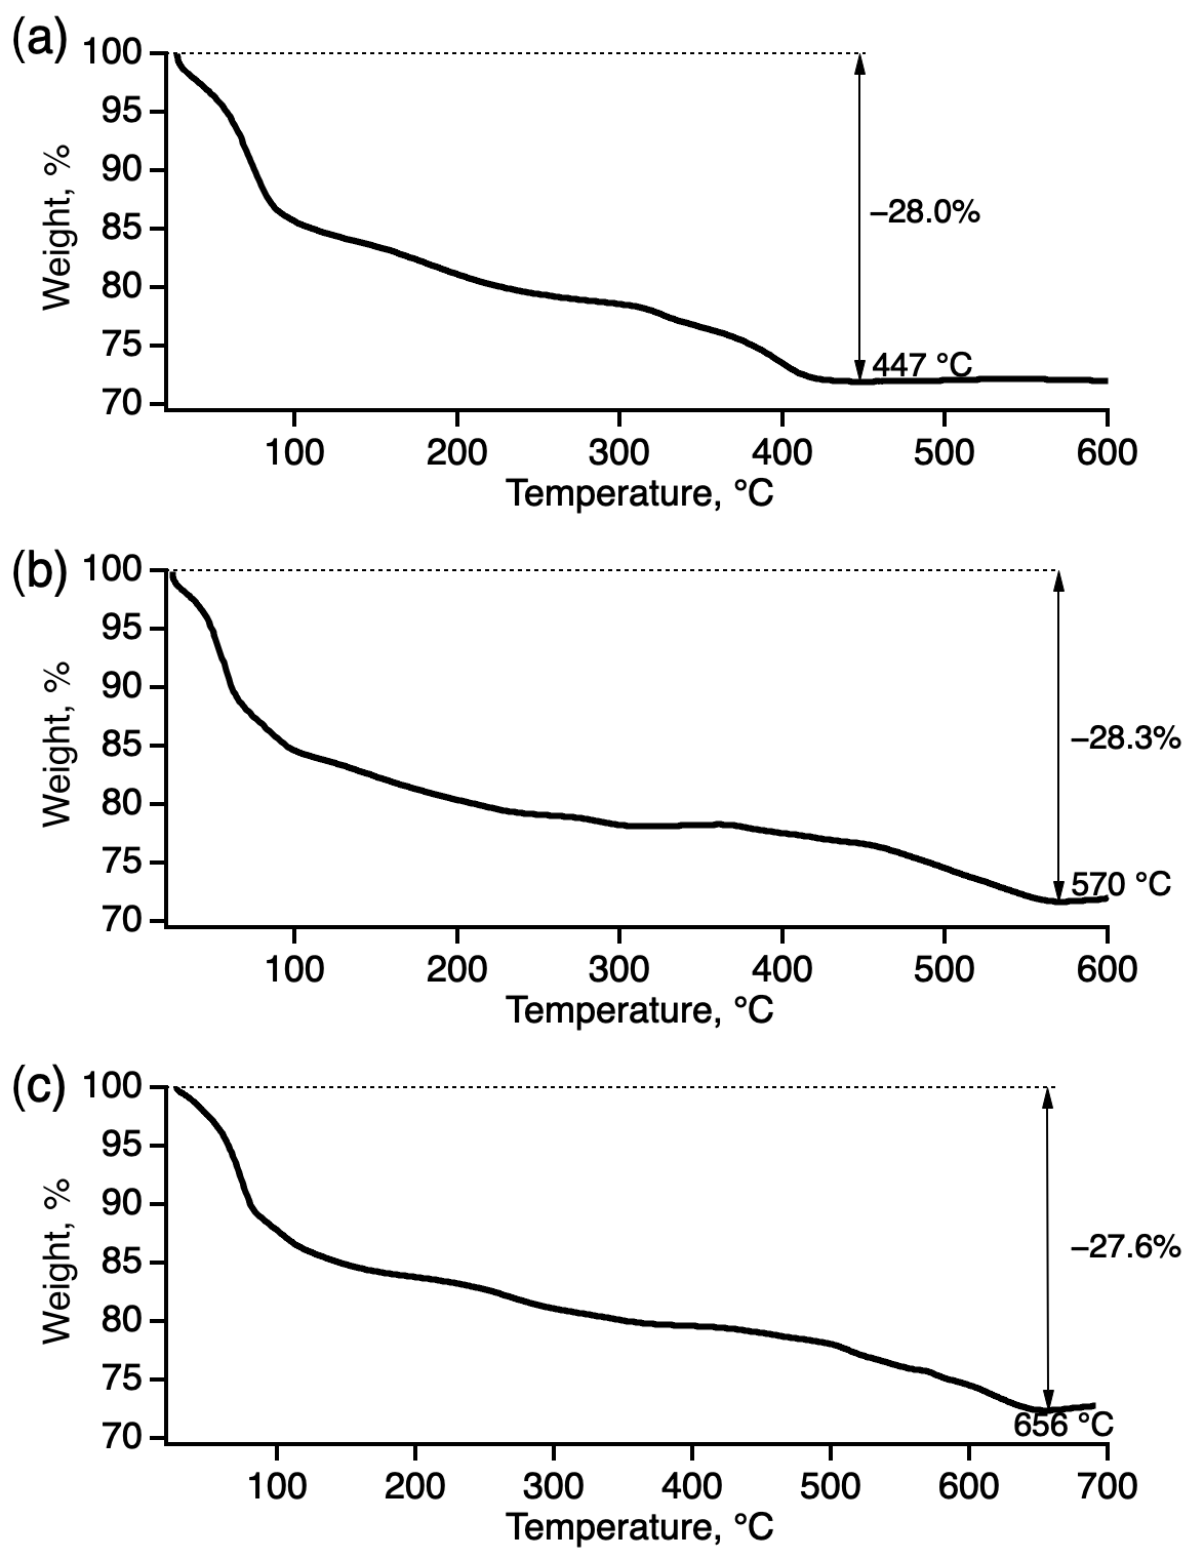 (a)
100
95
90
85
80
75
70
Weight, %
–28.0%
447 °C
100 200 300 400 500 600
Temperature, °C
(b)
100
95
90
85
80
75
70
Weight, %
–28.3%
570 °C
100 200 300 400 500 600
Temperature, °C
(c)
100
95
90
85
80
75
70
Weight, %
–27.6%
656 °C
100 200 300 400 500 600 700
Temperature, °C